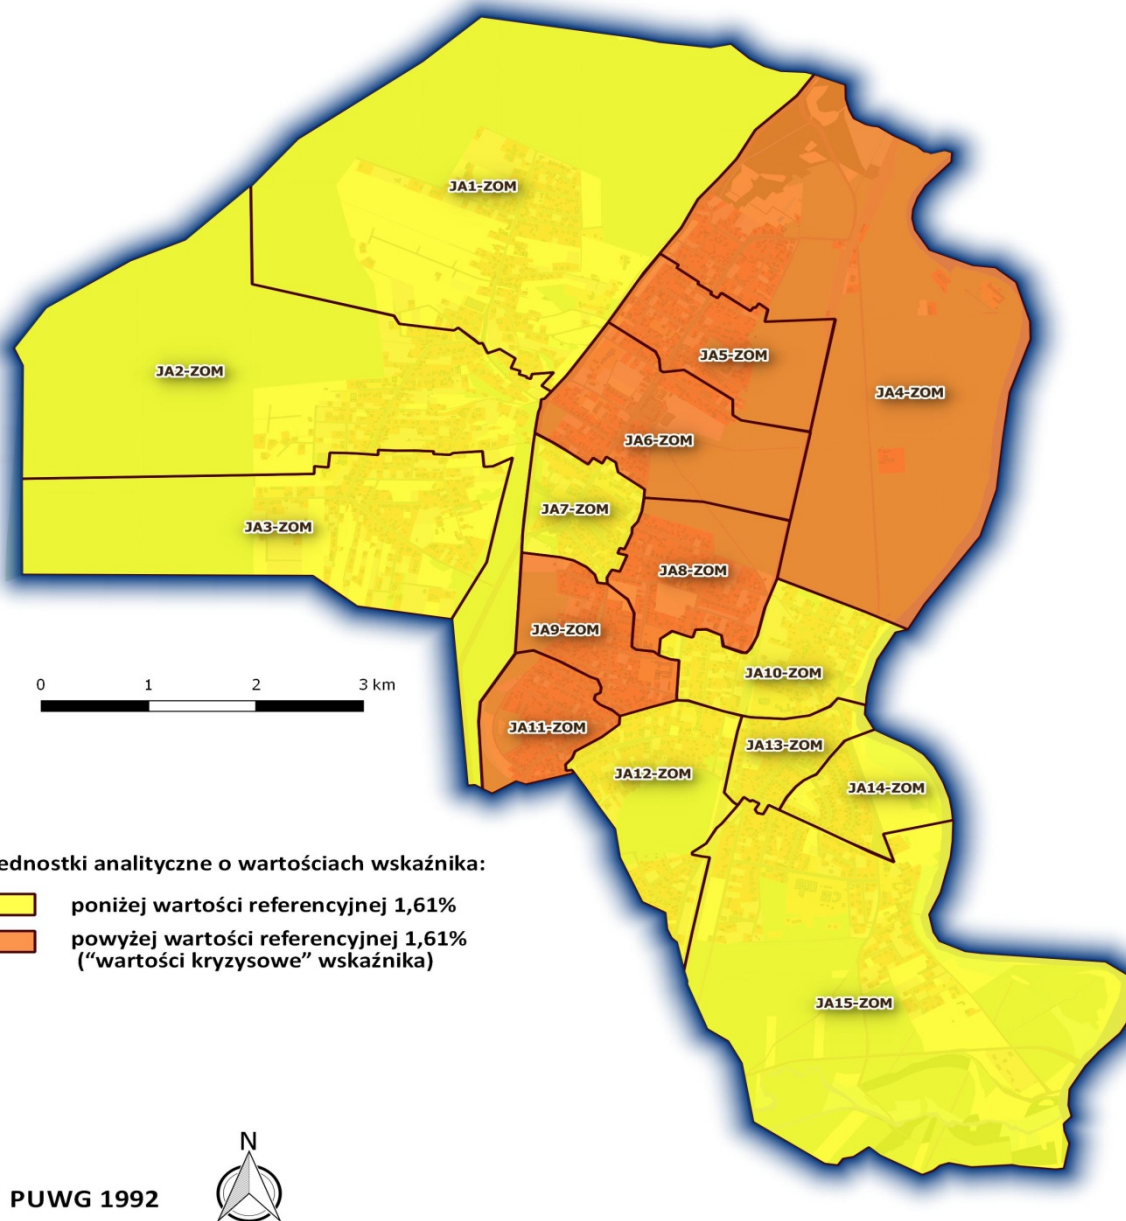 JA1-ZOM
JA2-ZOM
JA5-ZOM
JA4-ZOM
JA6-ZOM
JA7-ZOM
JA3-ZOM
JA8-ZOM
JA9-ZOM
JA10-ZOM
0 1 2 3 km
JA11-ZOM
JA13-ZOM
JA12-ZOM
JA14-ZOM
ednostki analityczne o wartościach wskaźnika:
poniżej wartości referencyjnej 1,61%
powyżej wartości referencyjnej 1,61%
(“wartości kryzysowe” wskaźnika)
JA15-ZOM
N
PUWG 1992